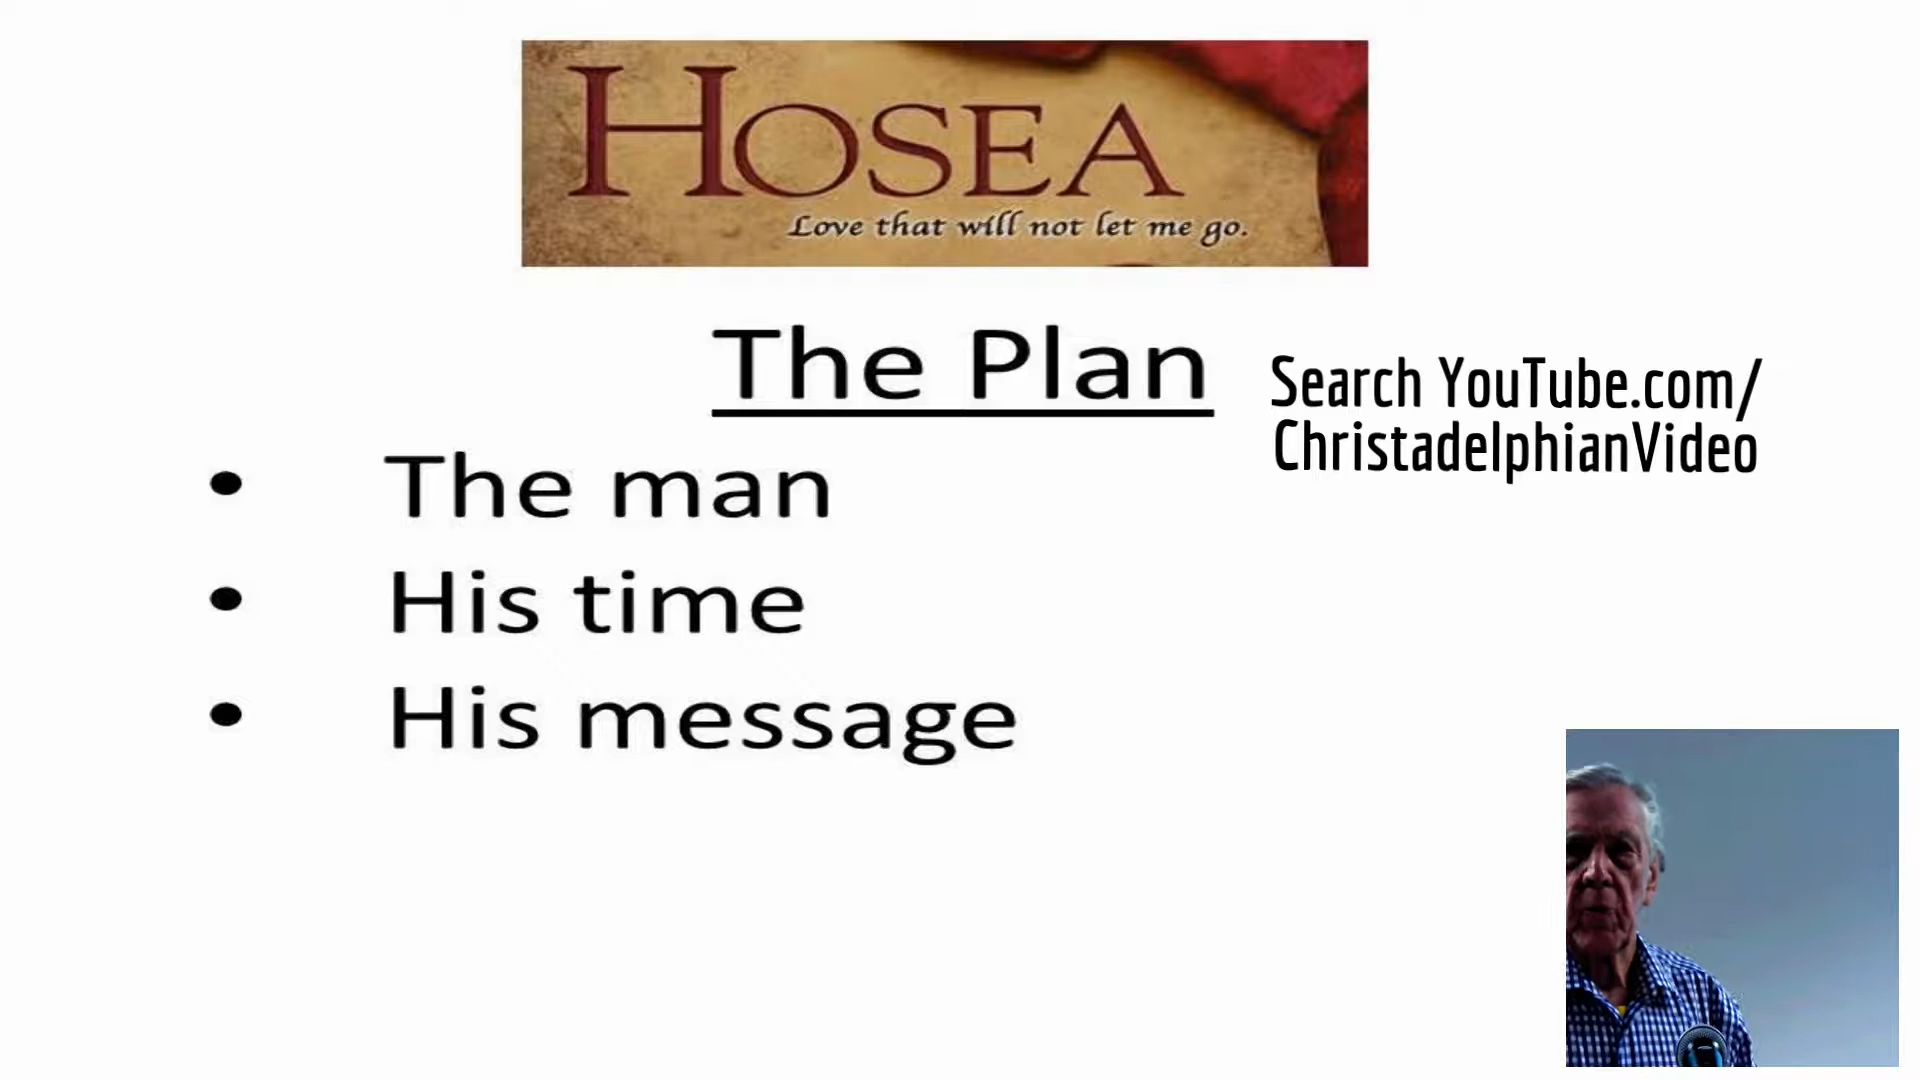 HOSEA
Love that will not let me go.
The Plan
Search YouTube.com/
ChristadelphianVideo
• The man
• His time
• His message